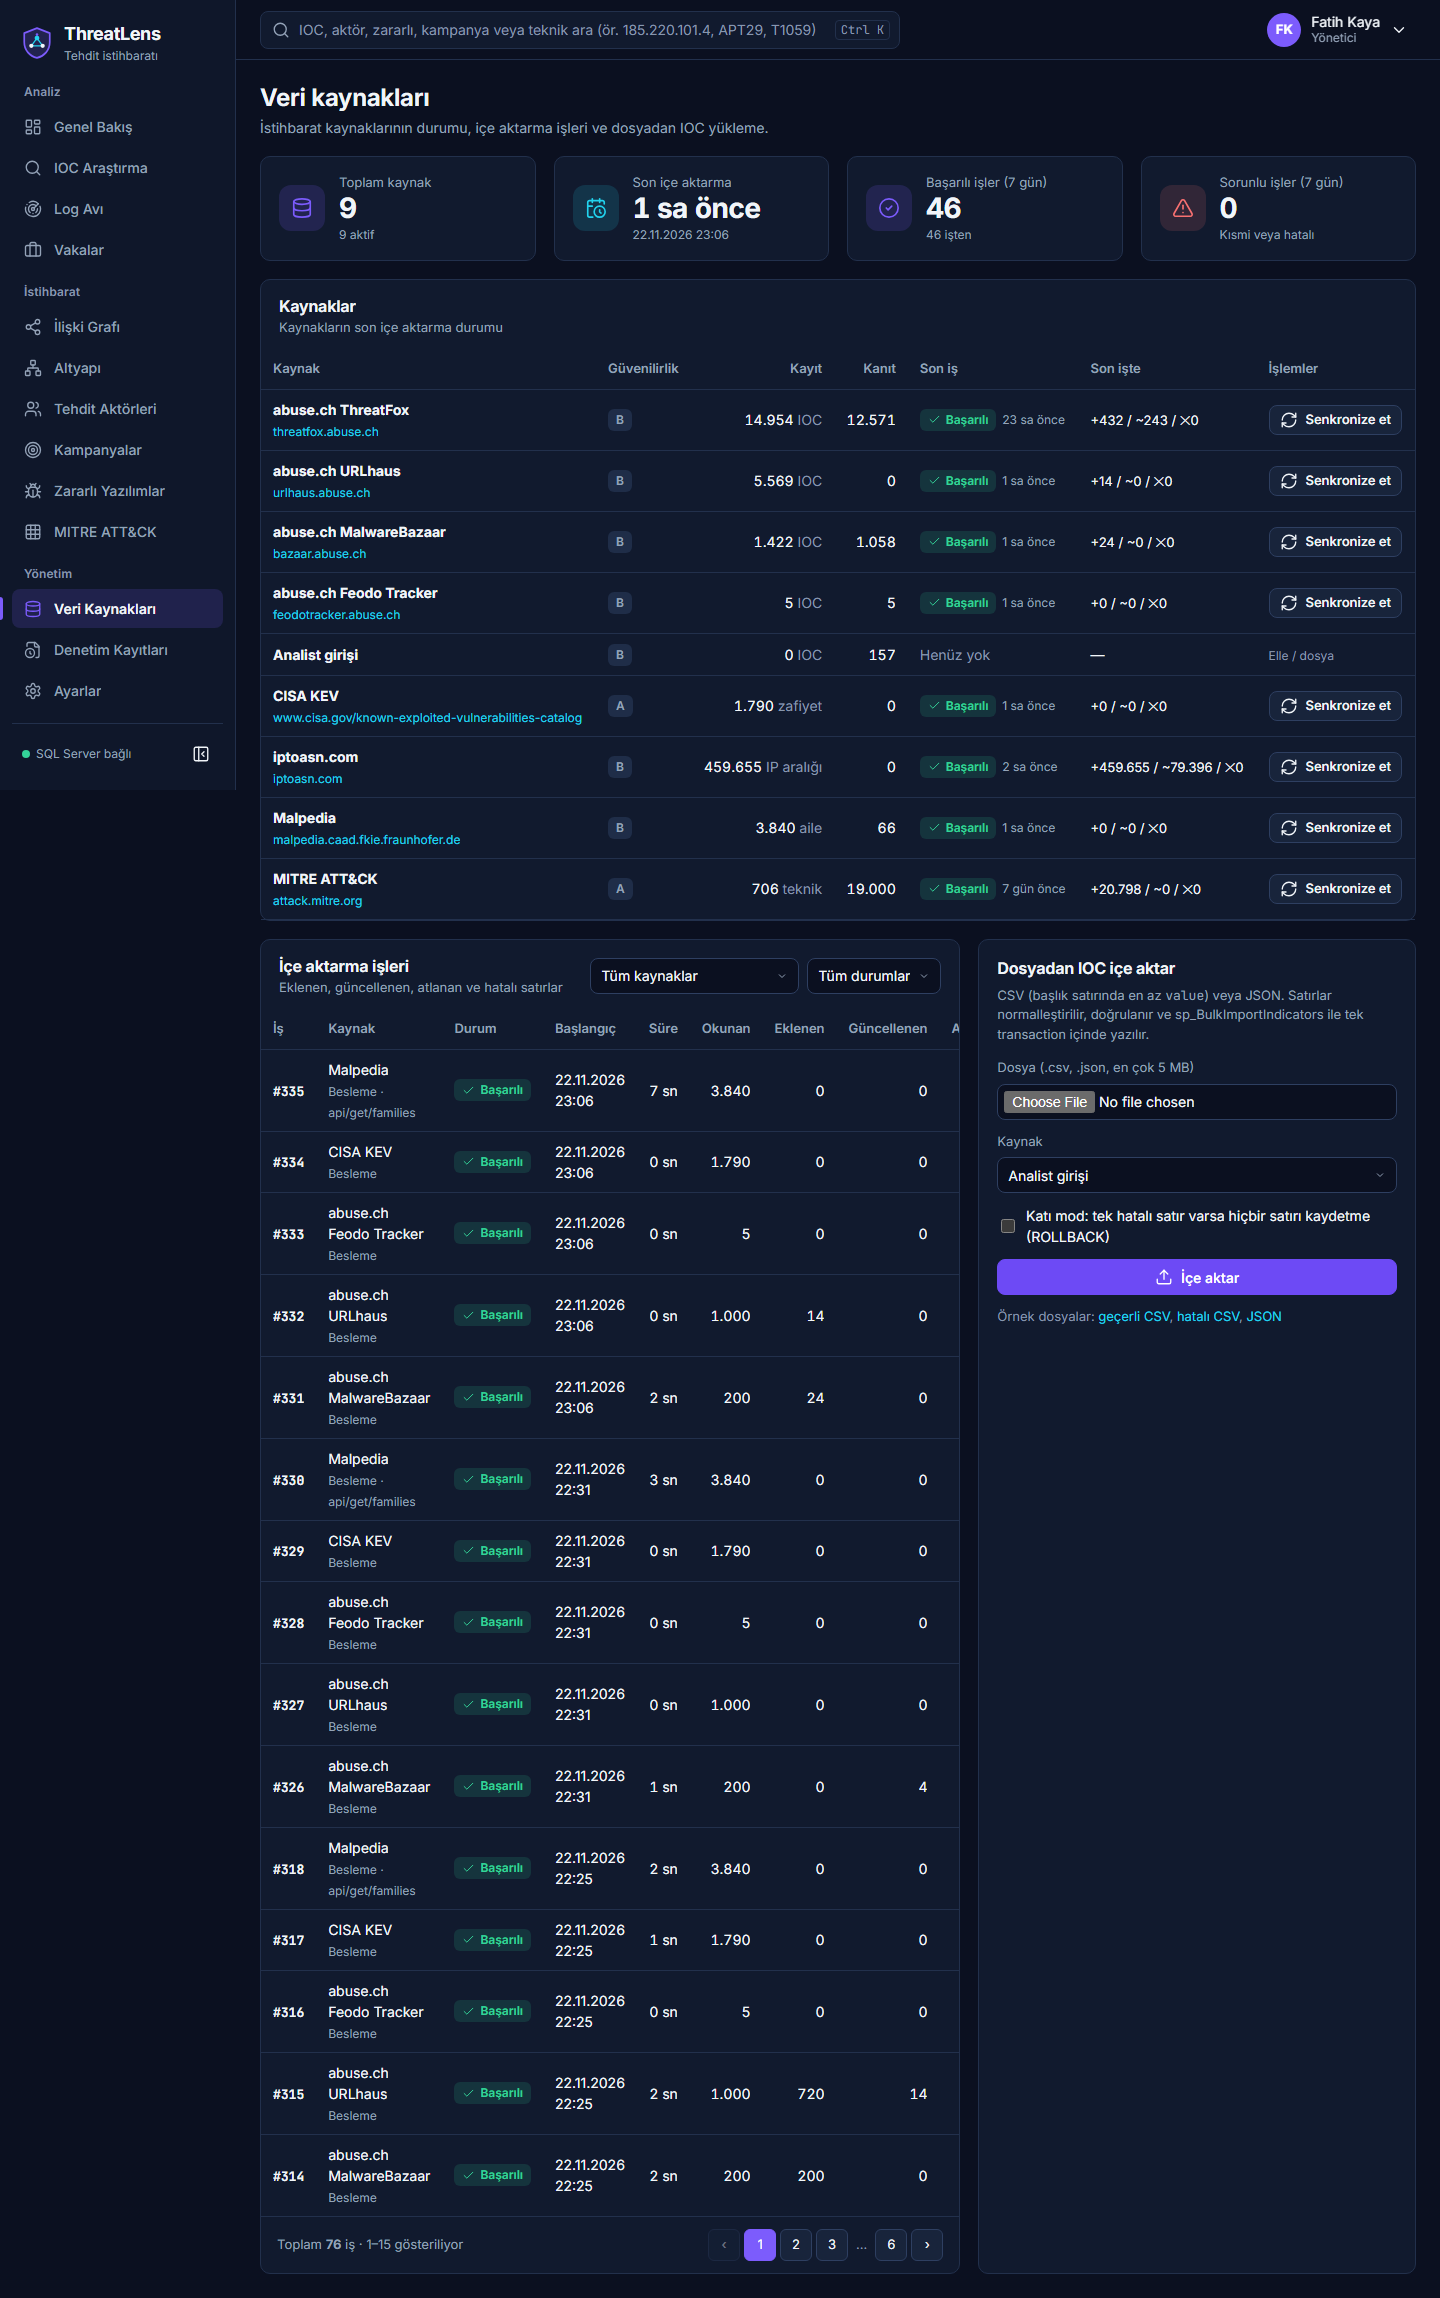 ThreatLens
Tehdit istihbaratı
Analiz
Genel Bakış
IOC Araştırma
Log Avı
Vakalar
İstihbarat
İlişki Grafı
Altyapı
Tehdit Aktörleri
Kampanyalar
Zararlı Yazılımlar
MITRE ATT&CK
Yönetim
Veri Kaynakları
Denetim Kayıtları
Ayarlar
SQL Server bağlı
IOC, aktör, zararlı, kampanya veya teknik ara (ör. 185.220.101.4, APT29, T1059) Ctrl K
FK Fatih Kaya
Yönetici
Veri kaynakları
İstihbarat kaynaklarının durumu, içe aktarma işleri ve dosyadan IOC yükleme.
Toplam kaynak
9
9 aktif
Son içe aktarma
1 sa önce
22.11.2026 23:06
Başarılı işler (7 gün)
46
46 işten
Sorunlu işler (7 gün)
0
Kısmi veya hatalı
Kaynaklar
Kaynakların son içe aktarma durumu
Kaynak Güvenilirlik Kayıt Kanıt Son iş Son işte İşlemler
abuse.ch ThreatFox B 14.954 IOC 12.571 Başarılı 23 sa önce +432 / ~243 / ×0 Senkronize et
threatfox.abuse.ch
abuse.ch URLhaus B 5.569 IOC 0 Başarılı 1 sa önce +14 / ~0 / ×0 Senkronize et
urlhaus.abuse.ch
abuse.ch MalwareBazaar B 1.422 IOC 1.058 Başarılı 1 sa önce +24 / ~0 / ×0 Senkronize et
bazaar.abuse.ch
abuse.ch Feodo Tracker B 5 IOC 5 Başarılı 1 sa önce +0 / ~0 / ×0 Senkronize et
feodotracker.abuse.ch
Analist girişi B 0 IOC 157 Henüz yok — Elle / dosya
CISA KEV A 1.790 zafiyet 0 Başarılı 1 sa önce +0 / ~0 / ×0 Senkronize et
www.cisa.gov/known-exploited-vulnerabilities-catalog
iptoasn.com B 459.655 IP aralığı 0 Başarılı 2 sa önce +459.655 / ~79.396 / ×0 Senkronize et
iptoasn.com
Malpedia B 3.840 aile 66 Başarılı 1 sa önce +0 / ~0 / ×0 Senkronize et
malpedia.caad.fkie.fraunhofer.de
MITRE ATT&CK A 706 teknik 19.000 Başarılı 7 gün önce +20.798 / ~0 / ×0 Senkronize et
attack.mitre.org
İçe aktarma işleri
Eklenen, güncellenen, atlanan ve hatalı satırlar
Tüm kaynaklar Tüm durumlar
İş Kaynak Durum Başlangıç Süre Okunan Eklenen Güncellenen A
#335 Malpedia Besleme · api/get/families Başarılı 22.11.2026 23:06 7 sn 3.840 0 0
#334 CISA KEV Besleme Başarılı 22.11.2026 23:06 0 sn 1.790 0 0
#333 abuse.ch Feodo Tracker Besleme Başarılı 22.11.2026 23:06 0 sn 5 0 0
#332 abuse.ch URLhaus Besleme Başarılı 22.11.2026 23:06 0 sn 1.000 14 0
#331 abuse.ch MalwareBazaar Besleme Başarılı 22.11.2026 23:06 2 sn 200 24 0
#330 Malpedia Besleme · api/get/families Başarılı 22.11.2026 22:31 3 sn 3.840 0 0
#329 CISA KEV Besleme Başarılı 22.11.2026 22:31 0 sn 1.790 0 0
#328 abuse.ch Feodo Tracker Besleme Başarılı 22.11.2026 22:31 0 sn 5 0 0
#327 abuse.ch URLhaus Besleme Başarılı 22.11.2026 22:31 0 sn 1.000 0 0
#326 abuse.ch MalwareBazaar Besleme Başarılı 22.11.2026 22:31 1 sn 200 0 4
#318 Malpedia Besleme · api/get/families Başarılı 22.11.2026 22:25 2 sn 3.840 0 0
#317 CISA KEV Besleme Başarılı 22.11.2026 22:25 1 sn 1.790 0 0
#316 abuse.ch Feodo Tracker Besleme Başarılı 22.11.2026 22:25 0 sn 5 0 0
#315 abuse.ch URLhaus Besleme Başarılı 22.11.2026 22:25 2 sn 1.000 720 14
#314 abuse.ch MalwareBazaar Besleme Başarılı 22.11.2026 22:25 2 sn 200 200 0
Toplam 76 iş · 1–15 gösteriliyor ‹ 1 2 3 … 6 ›
Dosyadan IOC içe aktar
CSV (başlık satırında en az value) veya JSON. Satırlar
normalleştirilir, doğrulanır ve sp_BulkImportIndicators ile tek
transaction içinde yazılır.
Dosya (.csv, .json, en çok 5 MB)
Choose File No file chosen
Kaynak
Analist girişi
Katı mod: tek hatalı satır varsa hiçbir satırı kaydetme
(ROLLBACK)
İçe aktar
Örnek dosyalar: geçerli CSV, hatalı CSV, JSON